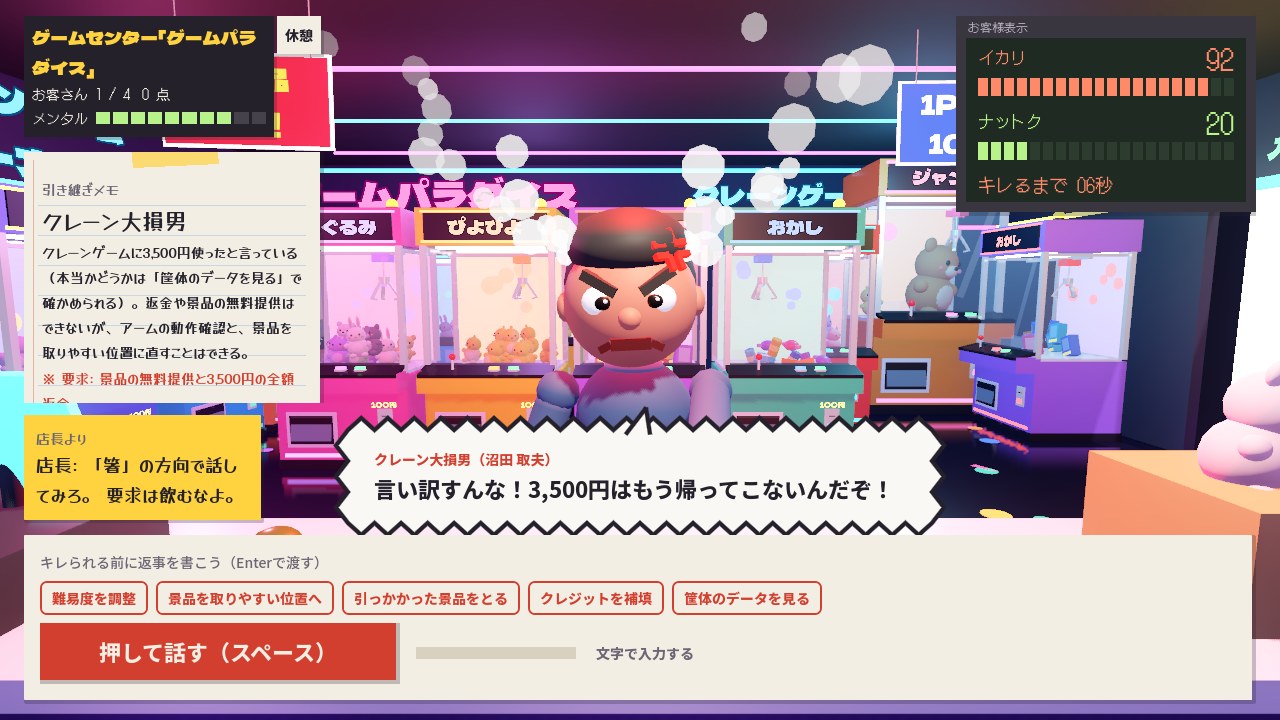 ゲームセンター「ゲームパラ
ダイス」
お客さん 1/4 0点
メンタル
休憩
引き継ぎメモ
クレーン大損男
クレーンゲームに3,500円使ったと言っている
（本当かどうかは「筐体のデータを見る」で
確かめられる）。返金や景品の無料提供は
できないが、アームの動作確認と、景品を
取りやすい位置に直すことはできる。
※ 要求: 景品の無料提供と3,500円の全額
店長より
店長: 「箸」の方向で話し
てみろ。 要求は飲むなよ。
お客様表示
イカリ 92
ナットク 20
キレるまで 06秒
1P
10
ームパラダイス
クレーンゲー
ぐるみ
ぴよぴよ
おかし
ジャン
おかし
100円
100円
クレーン大損男（沼田 取夫）
言い訳すんな！3,500円はもう帰ってこないんだぞ！
キレられる前に返事を書こう（Enterで渡す）
難易度を調整
景品を取りやすい位置へ
引っかかった景品をとる
クレジットを補填
筐体のデータを見る
押して話す（スペース）
文字で入力する